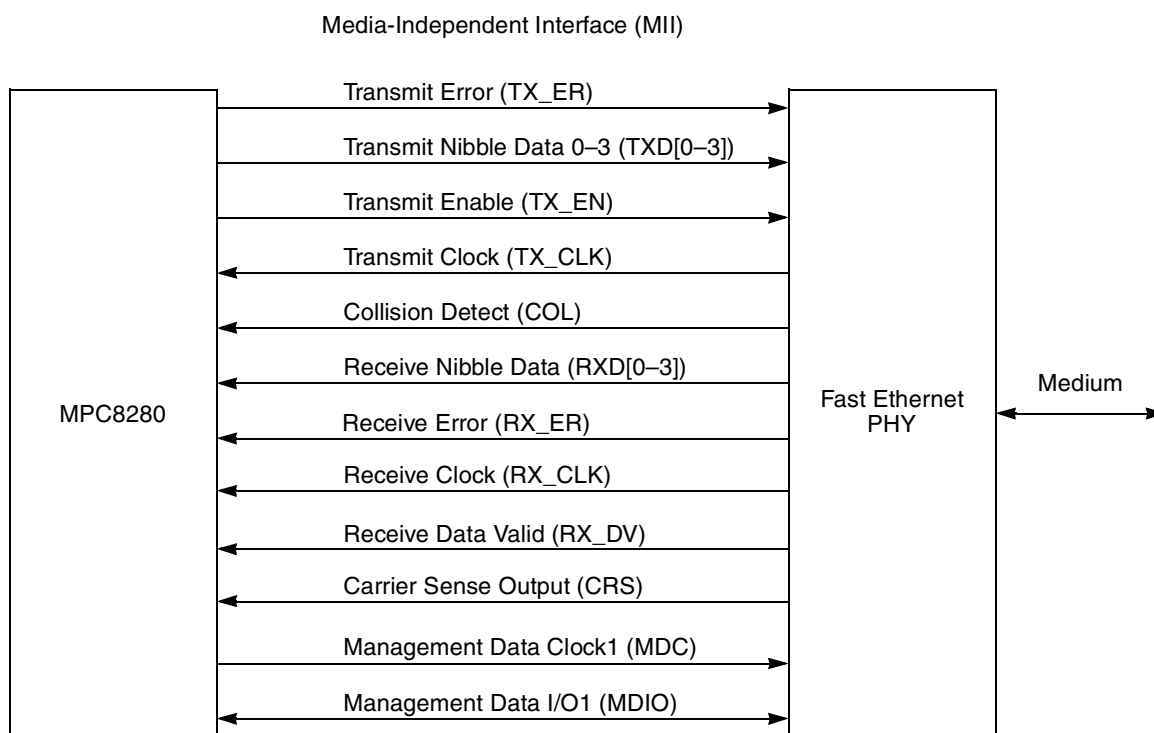 Media-Independent Interface (MII)
Transmit Error (TX_ER)
Transmit Nibble Data 0–3 (TXD[0–3])
Transmit Enable (TX_EN)
Transmit Clock (TX_CLK)
Collision Detect (COL)
Receive Nibble Data (RXD[0–3])
MPC8280
Fast Ethernet
PHY
Medium
Receive Error (RX_ER)
Receive Clock (RX_CLK)
Receive Data Valid (RX_DV)
Carrier Sense Output (CRS)
Management Data Clock1 (MDC)
Management Data I/O1 (MDIO)